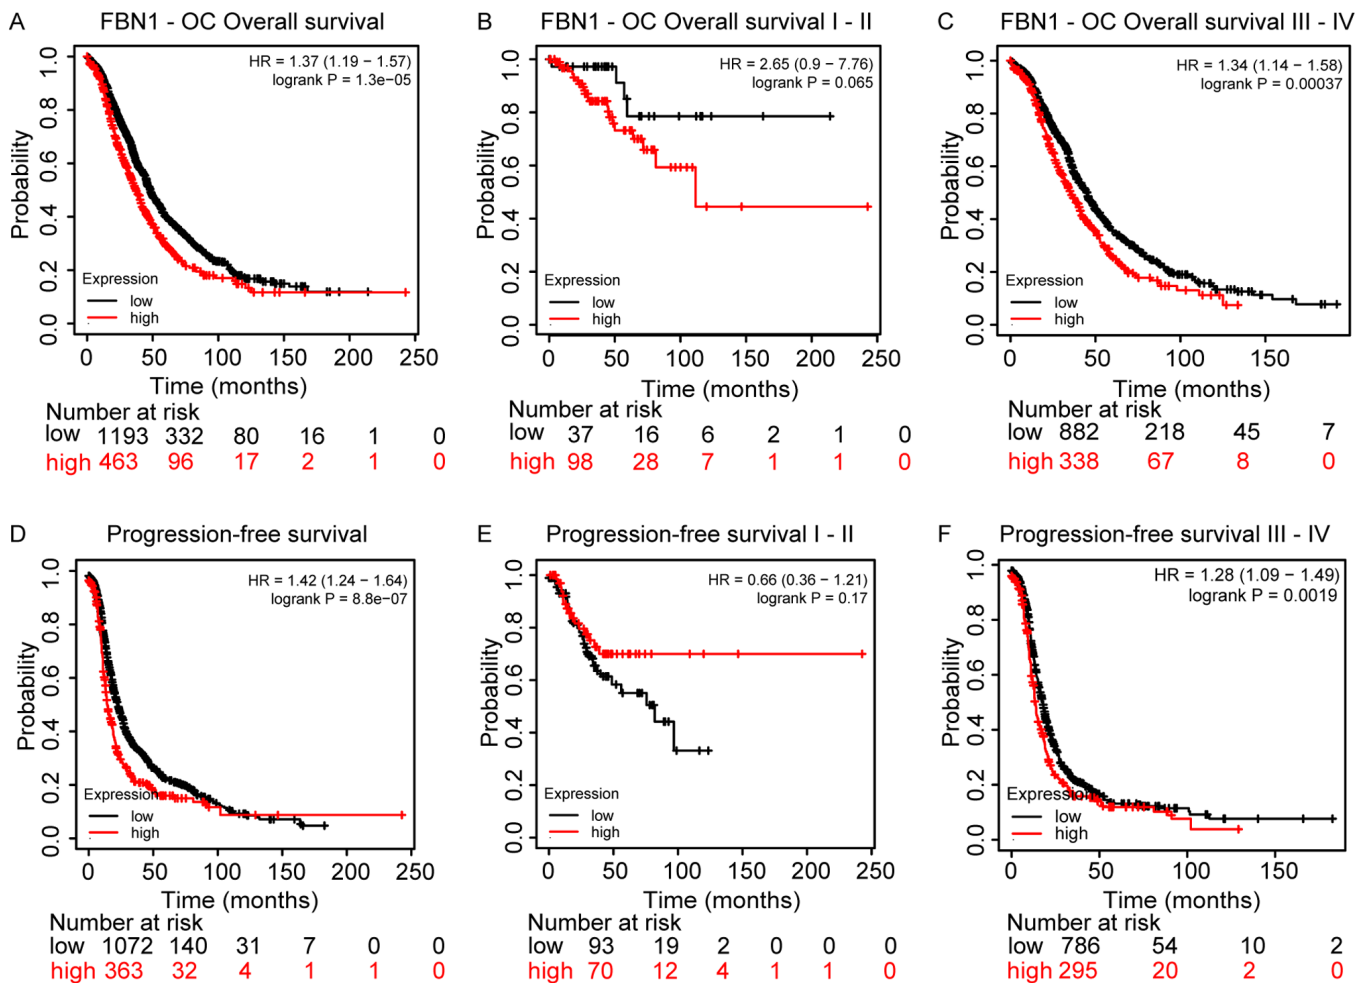 A FBN1 - OC Overall survival
HR = 1.37 (1.19 − 1.57)
logrank P = 1.3e−05
Probability
1.0
0.8
0.6
0.4
0.2
0.0
Expression
low
high
0 50 100 150 200 250
Time (months)
Number at risk
low 1193 332 80 16 1 0
high 463 96 17 2 1 0
B FBN1 - OC Overall survival I - II
HR = 2.65 (0.9 − 7.76)
logrank P = 0.065
Probability
1.0
0.8
0.6
0.4
0.2
0.0
Expression
low
high
0 50 100 150 200 250
Time (months)
Number at risk
low 37 16 6 2 1 0
high 98 28 7 1 1 0
C FBN1 - OC Overall survival III - IV
HR = 1.34 (1.14 − 1.58)
logrank P = 0.00037
Probability
1.0
0.8
0.6
0.4
0.2
0.0
Expression
low
high
0 50 100 150
Time (months)
Number at risk
low 882 218 45 7
high 338 67 8 0
D Progression-free survival
HR = 1.42 (1.24 − 1.64)
logrank P = 8.8e−07
Probability
1.0
0.8
0.6
0.4
0.2
0.0
Expression
low
high
0 50 100 150 200 250
Time (months)
Number at risk
low 1072 140 31 7 0 0
high 363 32 4 1 1 0
E Progression-free survival I - II
HR = 0.66 (0.36 − 1.21)
logrank P = 0.17
Probability
1.0
0.8
0.6
0.4
0.2
0.0
Expression
low
high
0 50 100 150 200 250
Time (months)
Number at risk
low 93 19 2 0 0 0
high 70 12 4 1 1 0
F Progression-free survival III - IV
HR = 1.28 (1.09 − 1.49)
logrank P = 0.0019
Probability
1.0
0.8
0.6
0.4
0.2
0.0
Expression
low
high
0 50 100 150
Time (months)
Number at risk
low 786 54 10 2
high 295 20 2 0